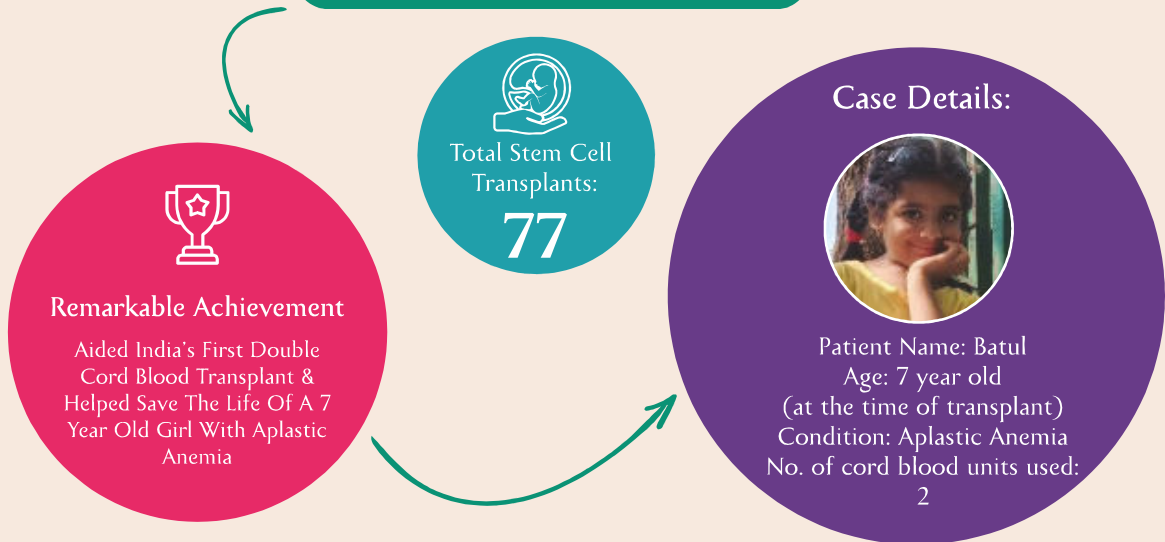 Total Stem Cell
Transplants:
77
Remarkable Achievement
Aided India's First Double
Cord Blood Transplant &
Helped Save The Life Of A 7
Year Old Girl With Aplastic
Anemia
Case Details:
Patient Name: Batul
Age: 7 year old
(at the time of transplant)
Condition: Aplastic Anemia
No. of cord blood units used:
2